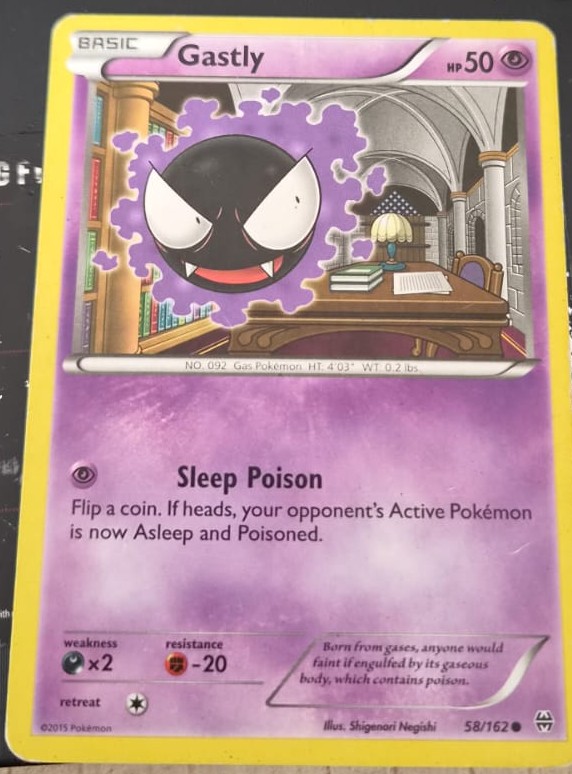 BASIC
Gastly
HP 50
NO. 092 Gas Pokémon HT: 4'03" WT: 0.2 lbs.
Sleep Poison
Flip a coin. If heads, your opponent's Active Pokémon
is now Asleep and Poisoned.
weakness
×2
resistance
-20
retreat
Born from gases, anyone would
faint if engulfed by its gaseous
body, which contains poison.
©2015 Pokémon
Illus. Shigenori Negishi
58/162